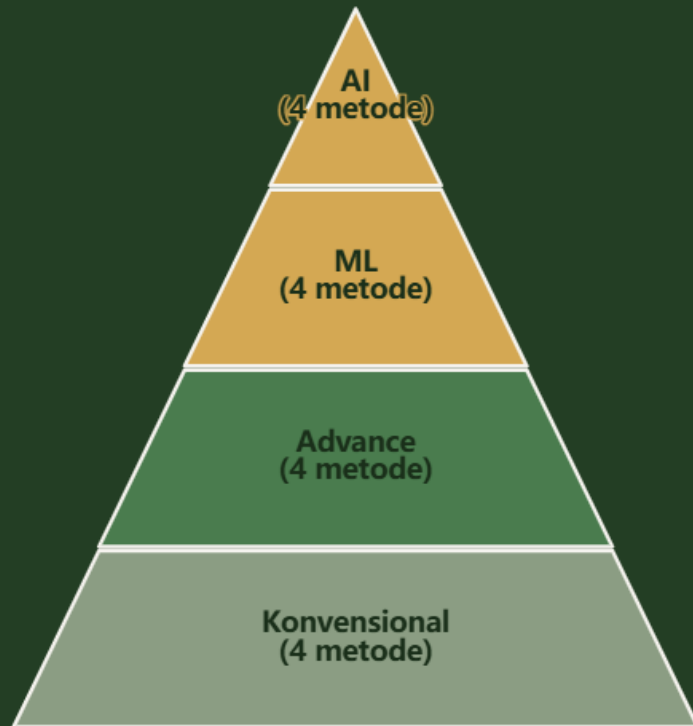 AI
(4 metode)
ML
(4 metode)
Advance
(4 metode)
Konvensional
(4 metode)